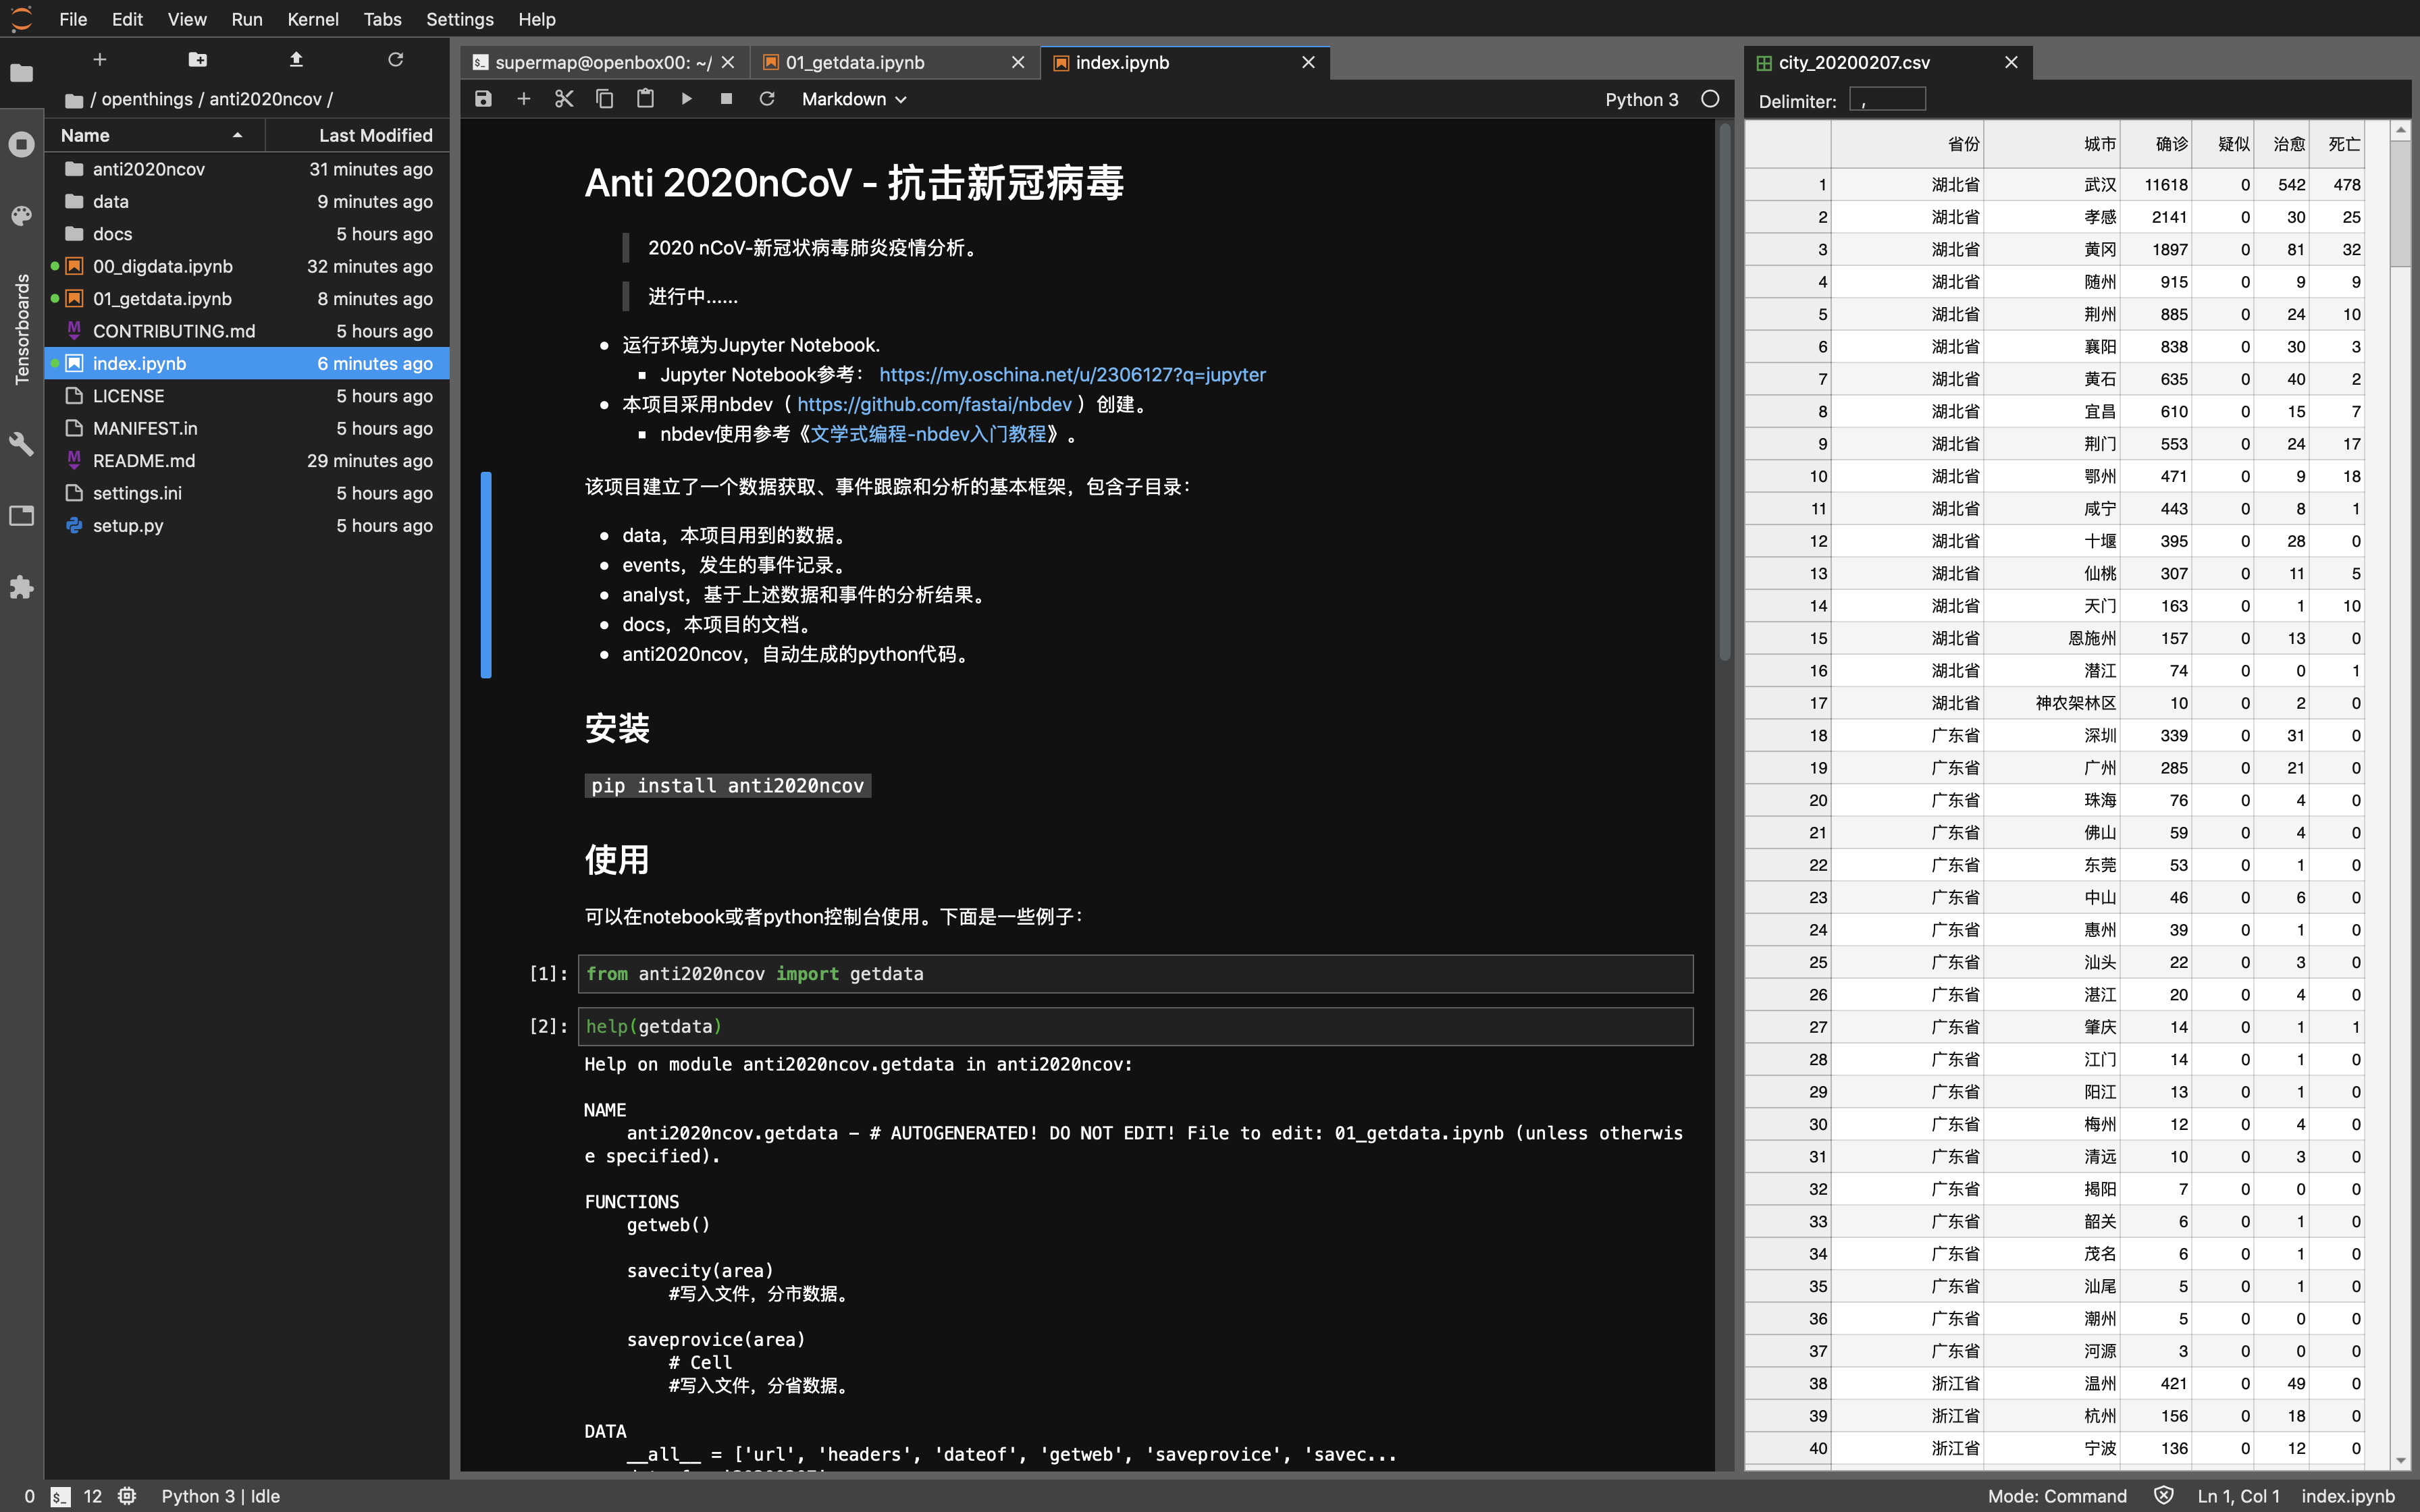 File Edit View Run Kernel Tabs Settings Help
/ openthings / anti2020ncov /
Name Last Modified
anti2020ncov 31 minutes ago
data 9 minutes ago
docs 5 hours ago
00_digdata.ipynb 32 minutes ago
01_getdata.ipynb 8 minutes ago
CONTRIBUTING.md 5 hours ago
index.ipynb 6 minutes ago
LICENSE 5 hours ago
MANIFEST.in 5 hours ago
README.md 29 minutes ago
settings.ini 5 hours ago
setup.py 5 hours ago
Tensorboards
supermap@openbox00: ~/ 01_getdata.ipynb index.ipynb
Markdown Python 3
Anti 2020nCoV - 抗击新冠病毒
2020 nCoV-新冠状病毒肺炎疫情分析。
进行中......
运行环境为Jupyter Notebook.
Jupyter Notebook参考： https://my.oschina.net/u/2306127?q=jupyter
本项目采用nbdev（ https://github.com/fastai/nbdev ）创建。
nbdev使用参考《文学式编程-nbdev入门教程》。
该项目建立了一个数据获取、事件跟踪和分析的基本框架，包含子目录：
data，本项目用到的数据。
events，发生的事件记录。
analyst，基于上述数据和事件的分析结果。
docs，本项目的文档。
anti2020ncov，自动生成的python代码。
安装
pip install anti2020ncov
使用
可以在notebook或者python控制台使用。下面是一些例子：
[1]: from anti2020ncov import getdata
[2]: help(getdata)
Help on module anti2020ncov.getdata in anti2020ncov:
NAME
anti2020ncov.getdata - # AUTOGENERATED! DO NOT EDIT! File to edit: 01_getdata.ipynb (unless otherwis
e specified).
FUNCTIONS
getweb()
savecity(area)
#写入文件，分市数据。
saveprovice(area)
# Cell
#写入文件，分省数据。
DATA
__all__ = ['url', 'headers', 'dateof', 'getweb', 'saveprovice', 'savec...
city_20200207.csv
Delimiter: ,
省份 城市 确诊 疑似 治愈 死亡
1 湖北省 武汉 11618 0 542 478
2 湖北省 孝感 2141 0 30 25
3 湖北省 黄冈 1897 0 81 32
4 湖北省 随州 915 0 9 9
5 湖北省 荆州 885 0 24 10
6 湖北省 襄阳 838 0 30 3
7 湖北省 黄石 635 0 40 2
8 湖北省 宜昌 610 0 15 7
9 湖北省 荆门 553 0 24 17
10 湖北省 鄂州 471 0 9 18
11 湖北省 咸宁 443 0 8 1
12 湖北省 十堰 395 0 28 0
13 湖北省 仙桃 307 0 11 5
14 湖北省 天门 163 0 1 10
15 湖北省 恩施州 157 0 13 0
16 湖北省 潜江 74 0 0 1
17 湖北省 神农架林区 10 0 2 0
18 广东省 深圳 339 0 31 0
19 广东省 广州 285 0 21 0
20 广东省 珠海 76 0 4 0
21 广东省 佛山 59 0 4 0
22 广东省 东莞 53 0 1 0
23 广东省 中山 46 0 6 0
24 广东省 惠州 39 0 1 0
25 广东省 汕头 22 0 3 0
26 广东省 湛江 20 0 4 0
27 广东省 肇庆 14 0 1 1
28 广东省 江门 14 0 1 0
29 广东省 阳江 13 0 1 0
30 广东省 梅州 12 0 4 0
31 广东省 清远 10 0 3 0
32 广东省 揭阳 7 0 0 0
33 广东省 韶关 6 0 1 0
34 广东省 茂名 6 0 1 0
35 广东省 汕尾 5 0 1 0
36 广东省 潮州 5 0 0 0
37 广东省 河源 3 0 0 0
38 浙江省 温州 421 0 49 0
39 浙江省 杭州 156 0 18 0
40 浙江省 宁波 136 0 12 0
0 12 Python 3 | Idle Mode: Command Ln 1, Col 1 index.ipynb